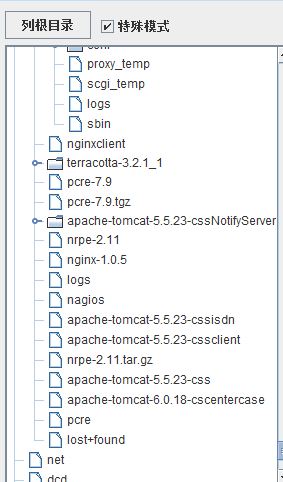 列根目录 特殊模式
conf
proxy_temp
scgi_temp
logs
sbin
nginxclient
terracotta-3.2.1_1
pcre-7.9
pcre-7.9.tgz
apache-tomcat-5.5.23-cssNotifyServer
nrpe-2.11
nginx-1.0.5
logs
nagios
apache-tomcat-5.5.23-cssisdn
apache-tomcat-5.5.23-cssclient
nrpe-2.11.tar.gz
apache-tomcat-5.5.23-css
apache-tomcat-6.0.18-cscentercase
pcre
lost+found
net
dcd